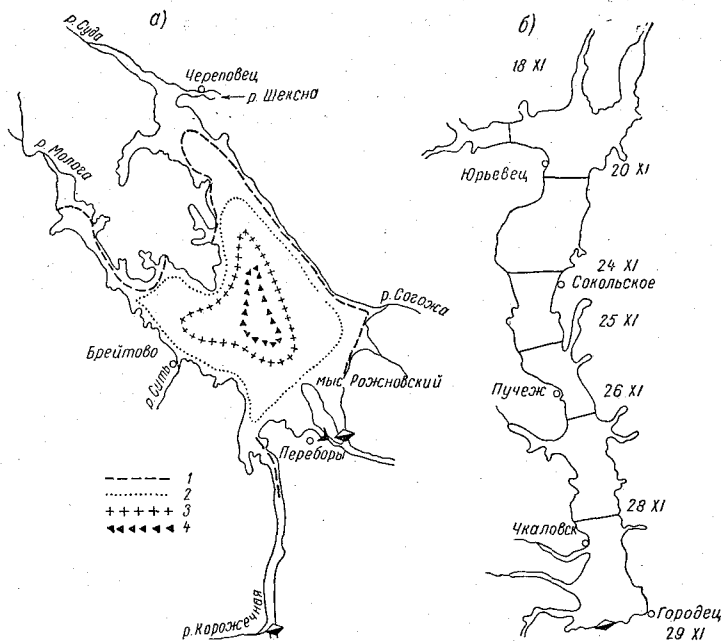 а)
р. Суда
Череповец
р. Шексна
р. Молога
р. Согожа
Брейтово
р. Сить
мыс Рожновский
Переборы
1
2
3
4
р. Корожечная
б)
18 XI
Юрьевец
20 XI
24 XI
Сокольское
25 XI
Пучеж
26 XI
28 XI
Чкаловск
Городец
29 XI